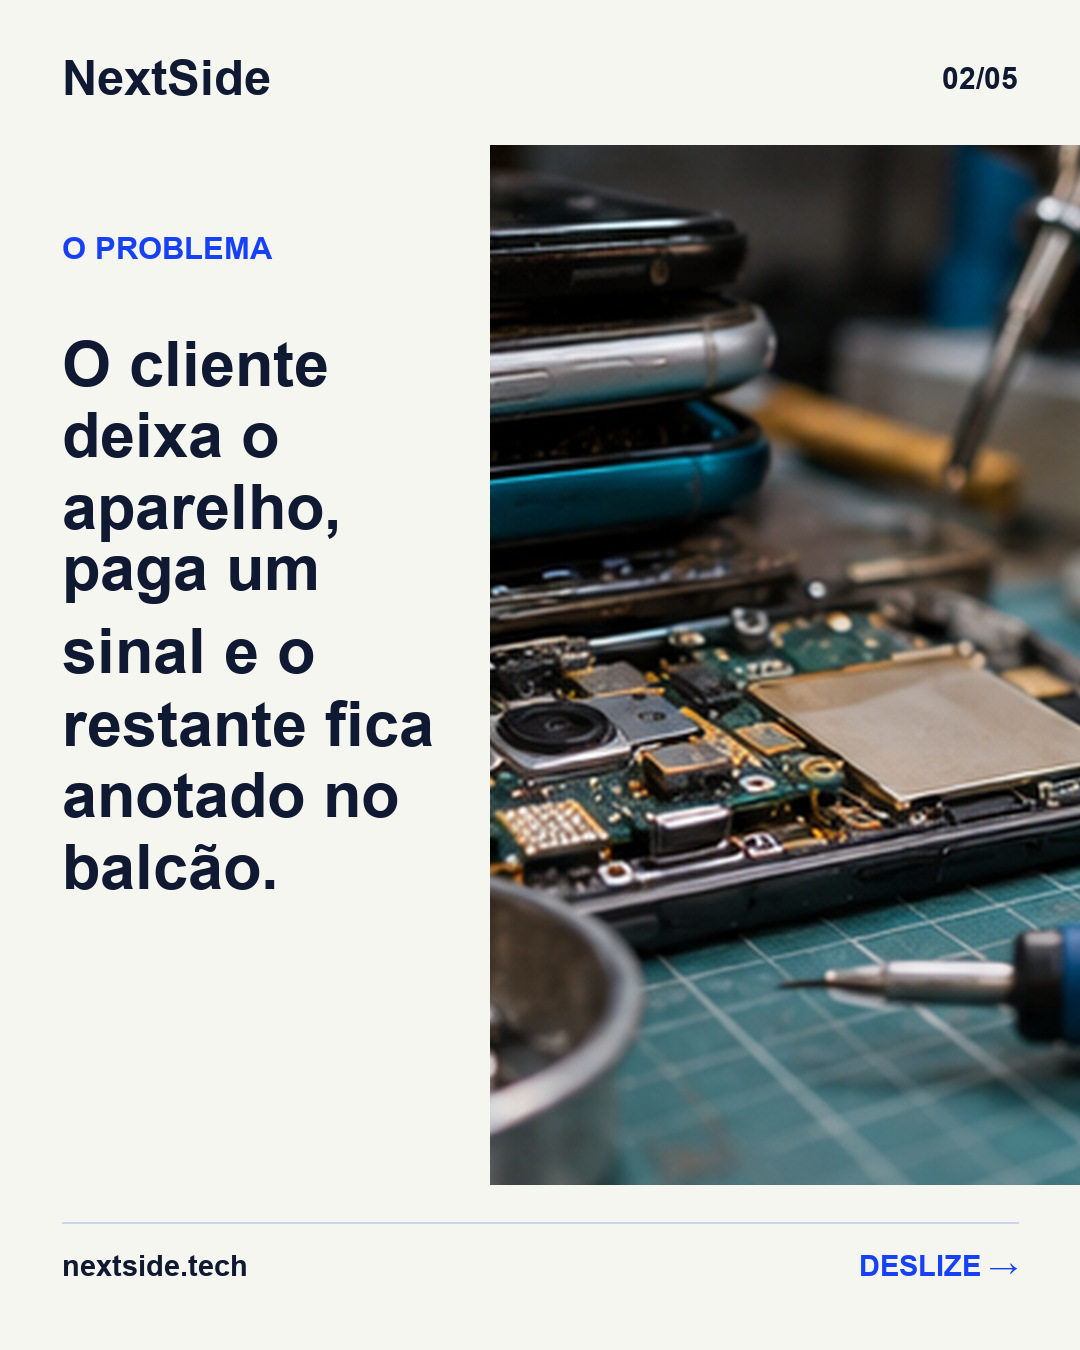 NextSide
02/05
O PROBLEMA
O cliente
deixa o
aparelho,
paga um
sinal e o
restante fica
anotado no
balcão.
nextside.tech
DESLIZE →